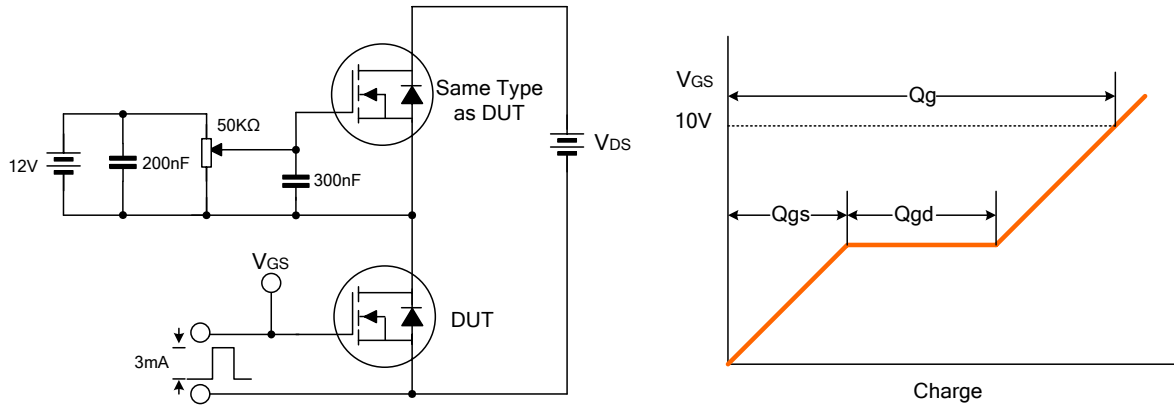 Same Type
as DUT
12V
200nF
50KΩ
300nF
VDS
VGS
DUT
3mA
VGS
10V
Qg
Qgs
Qgd
Charge